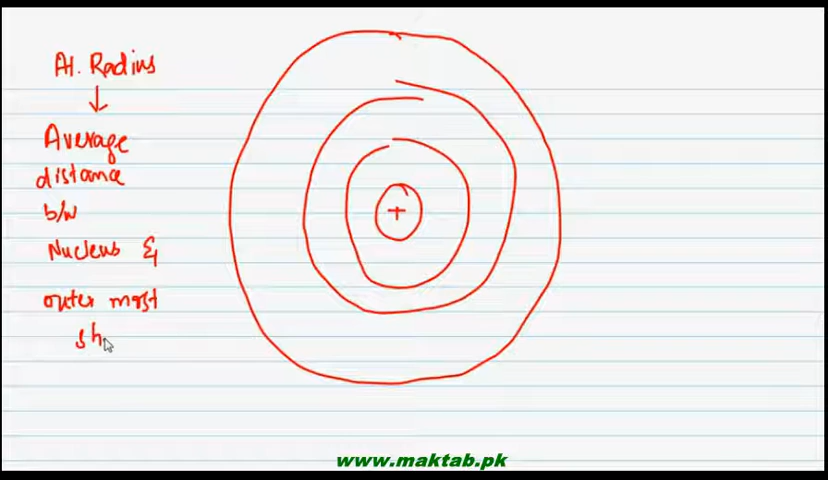 At. Radius
↓
Average
distance
b/w
Nucleus &
outer most
sh
+
www.maktab.pk